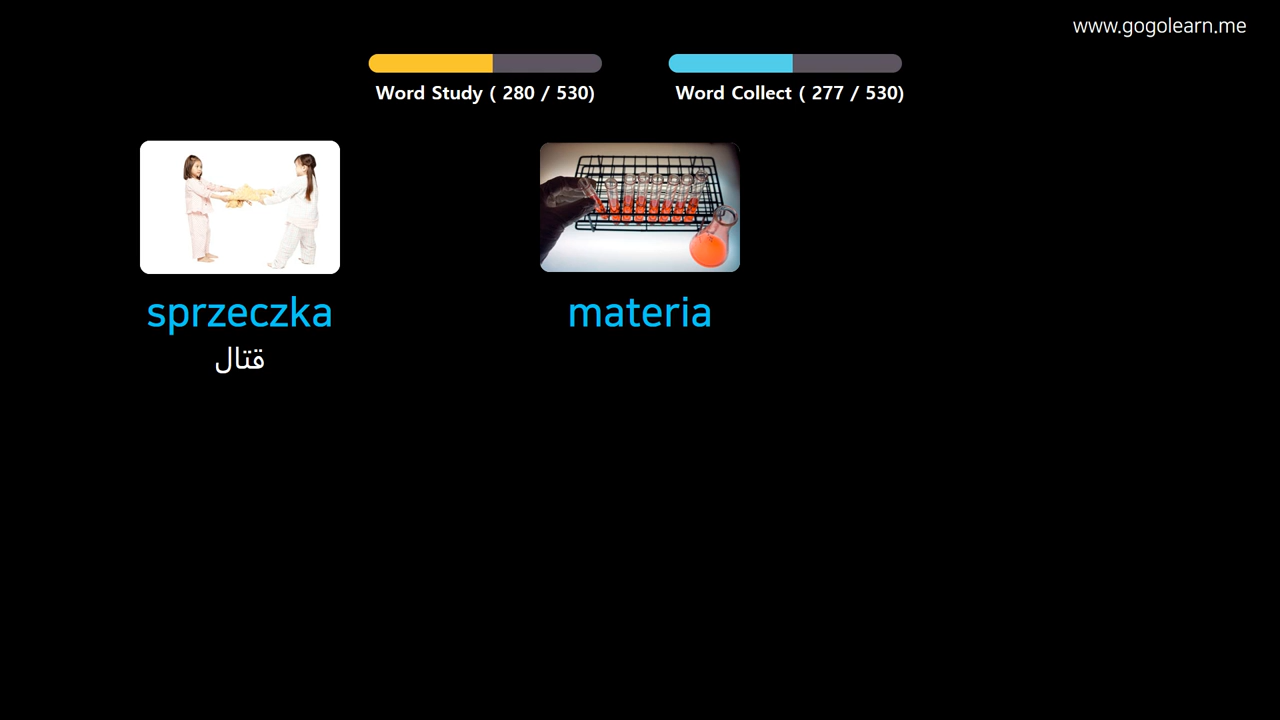 www.gogolearn.me
Word Study ( 280 / 530)
Word Collect ( 277 / 530)
sprzeczka
قتال
materia